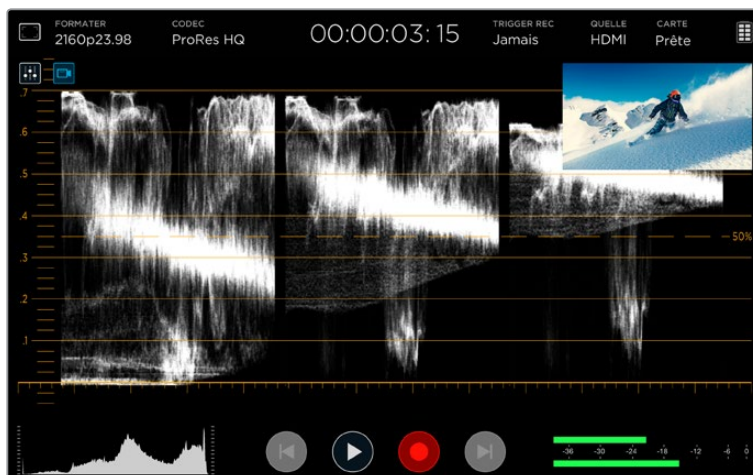 FORMATER
2160p23.98
CODEC
ProRes HQ
00:00:03:15
TRIGGER REC
Jamais
QUELLE
HDMI
CARTE
Prête
.7
.6
.5
.4
.3
.2
.1
50%
-36 -30 -24 -18 -12 -6 0